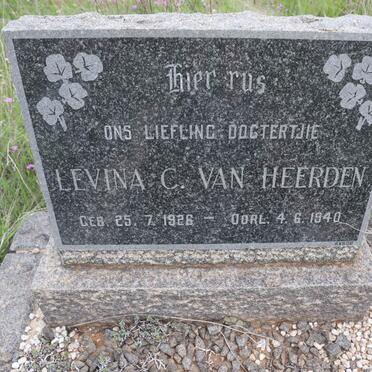 Hier rus
ONS LIEFLING DOGTERTJIE
LEVINA C. VAN HEERDEN
GEB. 25. 7. 1926 — OORL. 4. 6. 1940